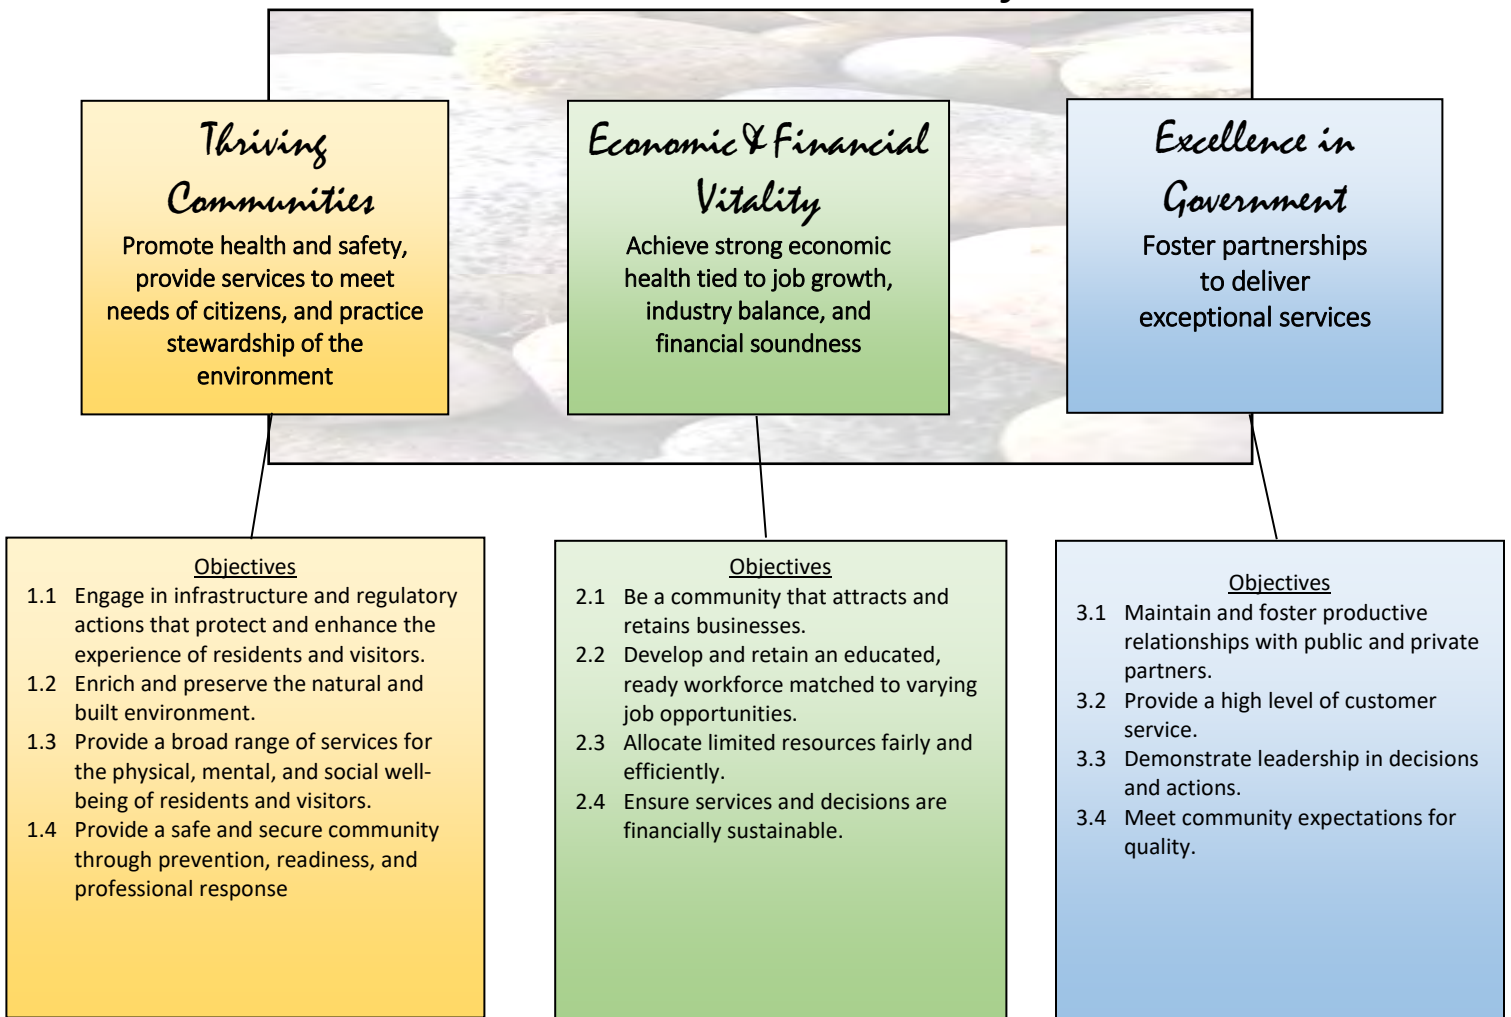 Thriving
Communities
Promote health and safety,
provide services to meet
needs of citizens, and practice
stewardship of the
environment
Economic & Financial
Vitality
Achieve strong economic
health tied to job growth,
industry balance, and
financial soundness
Excellence in
Government
Foster partnerships
to deliver
exceptional services
Objectives
1.1 Engage in infrastructure and regulatory
actions that protect and enhance the
experience of residents and visitors.
1.2 Enrich and preserve the natural and
built environment.
1.3 Provide a broad range of services for
the physical, mental, and social well-
being of residents and visitors.
1.4 Provide a safe and secure community
through prevention, readiness, and
professional response
Objectives
2.1 Be a community that attracts and
retains businesses.
2.2 Develop and retain an educated,
ready workforce matched to varying
job opportunities.
2.3 Allocate limited resources fairly and
efficiently.
2.4 Ensure services and decisions are
financially sustainable.
Objectives
3.1 Maintain and foster productive
relationships with public and private
partners.
3.2 Provide a high level of customer
service.
3.3 Demonstrate leadership in decisions
and actions.
3.4 Meet community expectations for
quality.